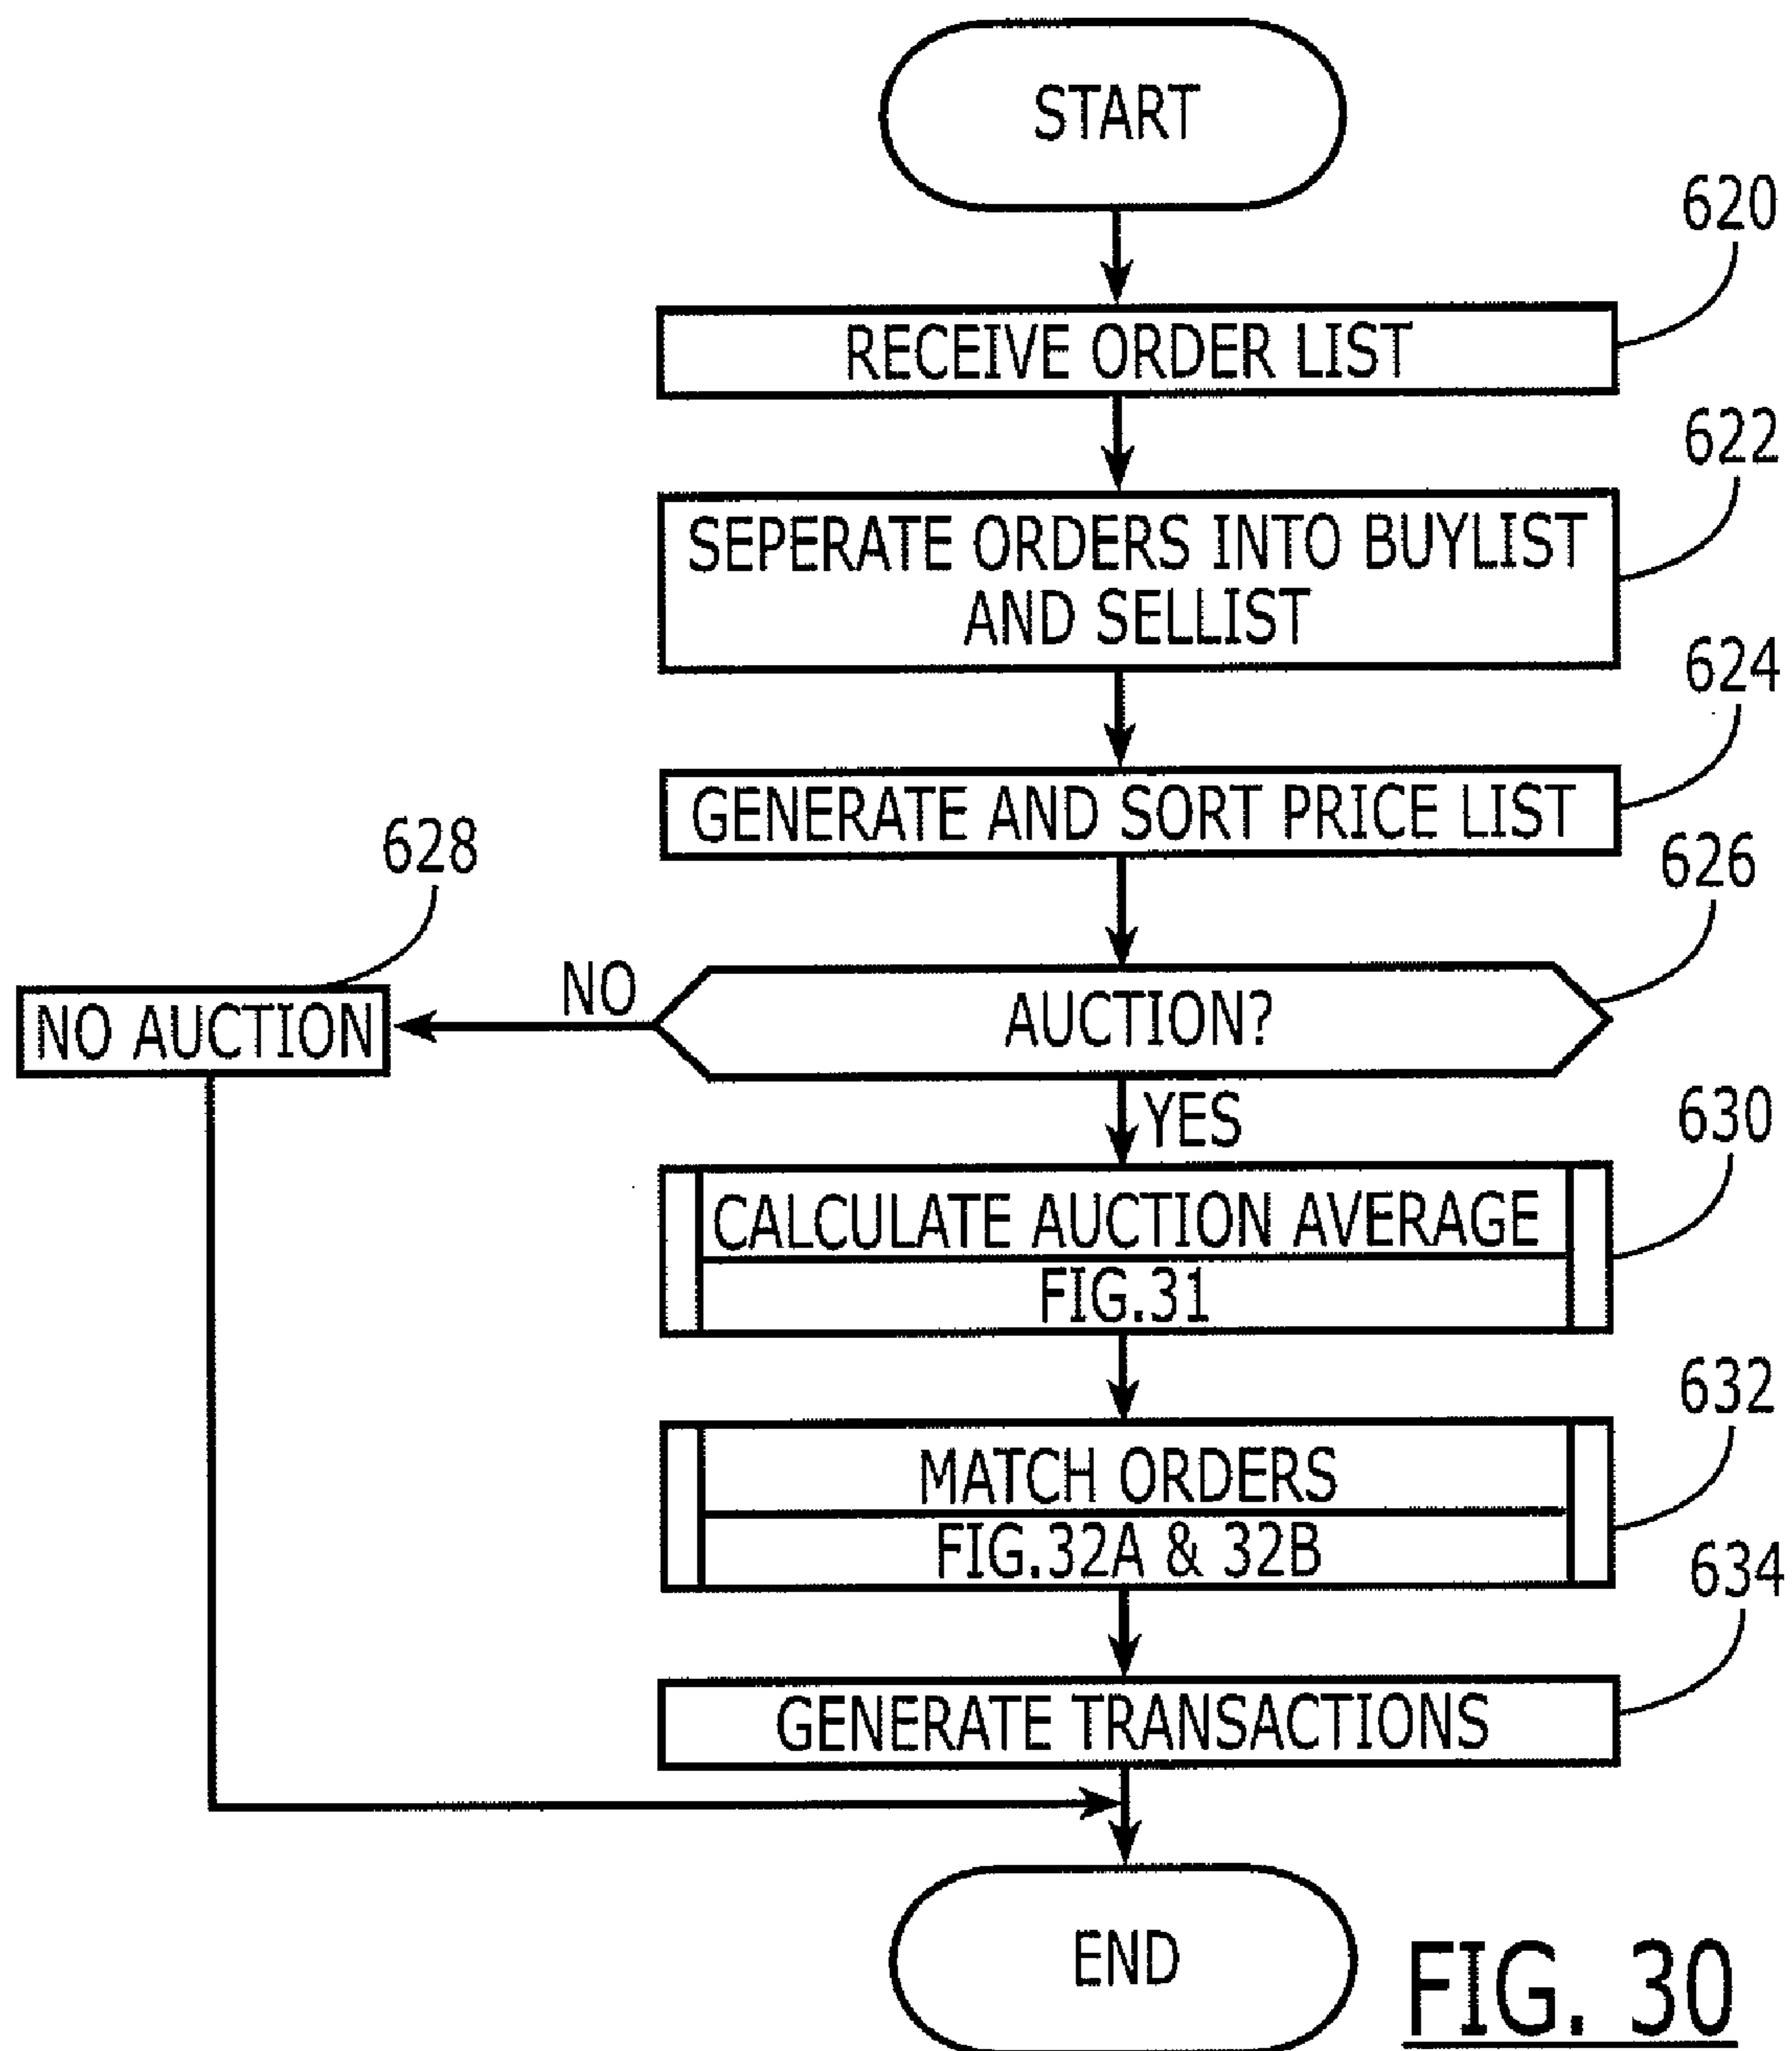 START
620
RECEIVE ORDER LIST
622
SEPERATE ORDERS INTO BUYLIST
AND SELLIST
624
GENERATE AND SORT PRICE LIST
626
628
NO
AUCTION?
NO AUCTION
YES
630
CALCULATE AUCTION AVERAGE
FIG.31
632
MATCH ORDERS
FIG.32A & 32B
634
GENERATE TRANSACTIONS
END
FIG. 30